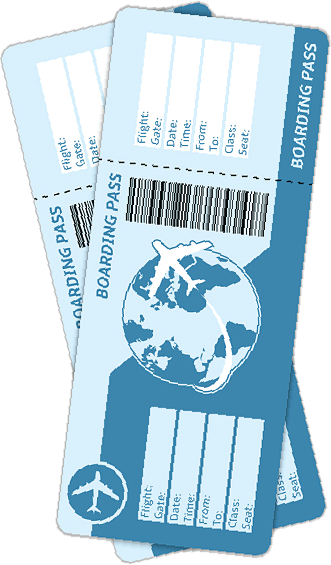 BOARDING PASS
Flight:
Gate:
Date:
Time:
From:
To:
Class:
Seat:
BOARDING PASS
Flight:
Gate:
Date:
Time:
From:
To:
Class:
Seat:
Flight:
Gate:
Date:
BOARDING PASS
Class:
Seat: